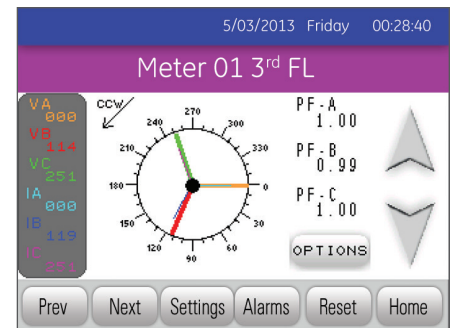 5/03/2013 Friday 00:28:40
Meter 01 3rd FL
VA
000
VB
114
VC
251
IA
000
IB
119
IC
251
CCW
270
240
300
210
330
180
0
150
30
120
60
90
PF-A
1.00
PF-B
0.99
PF-C
1.00
OPTIONS
Prev Next Settings Alarms Reset Home